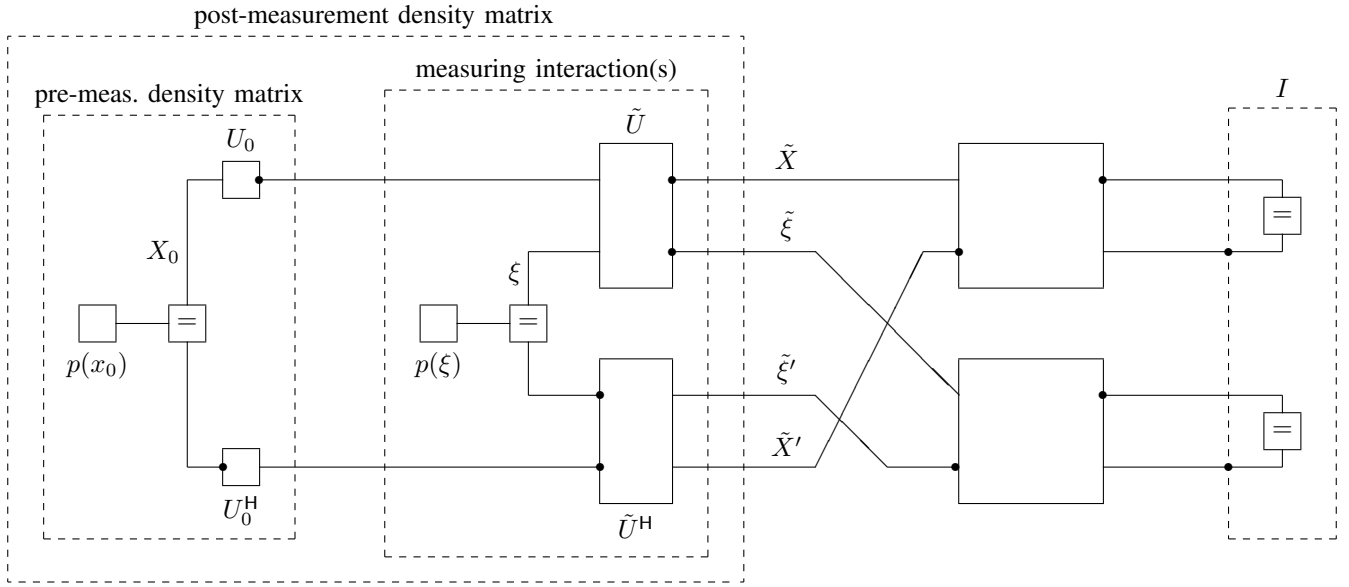 post-measurement density matrix
measuring interaction(s)
pre-meas. density matrix
I
U₀
Ũ
X̃
ξ̃
X₀
ξ
=
=
=
p(x₀)
p(ξ)
ξ̃′
=
X̃′
U₀ᴴ
Ũᴴ